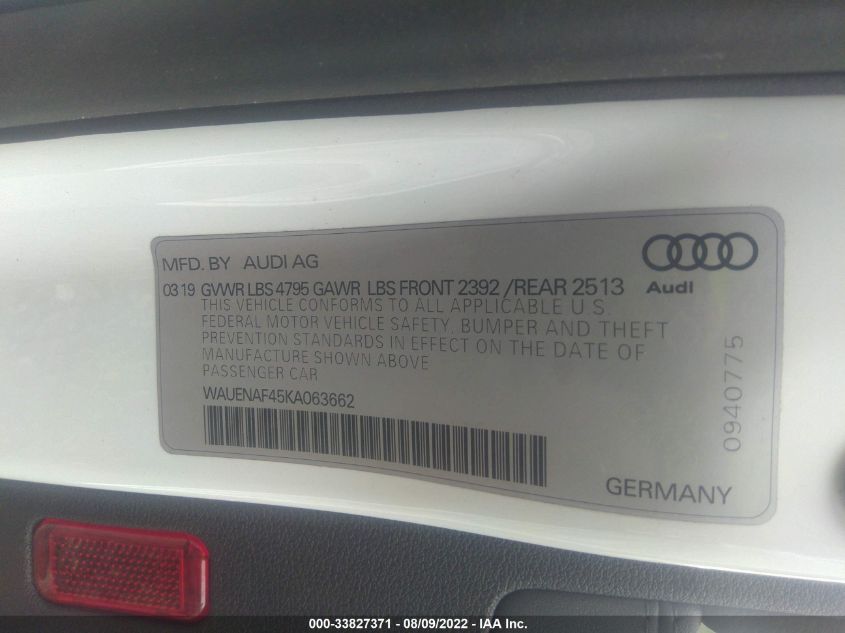 MFD. BY AUDI AG
03 19 GVWR LBS 4795 GAWR LBS FRONT 2392 /REAR 2513
THIS VEHICLE CONFORMS TO ALL APPLICABLE U.S.
FEDERAL MOTOR VEHICLE SAFETY, BUMPER AND THEFT
PREVENTION STANDARDS IN EFFECT ON THE DATE OF
MANUFACTURE SHOWN ABOVE
PASSENGER CAR
WAUENAF45KA063662
Audi
0940775
GERMANY
000-33827371 - 08/09/2022 - IAA Inc.